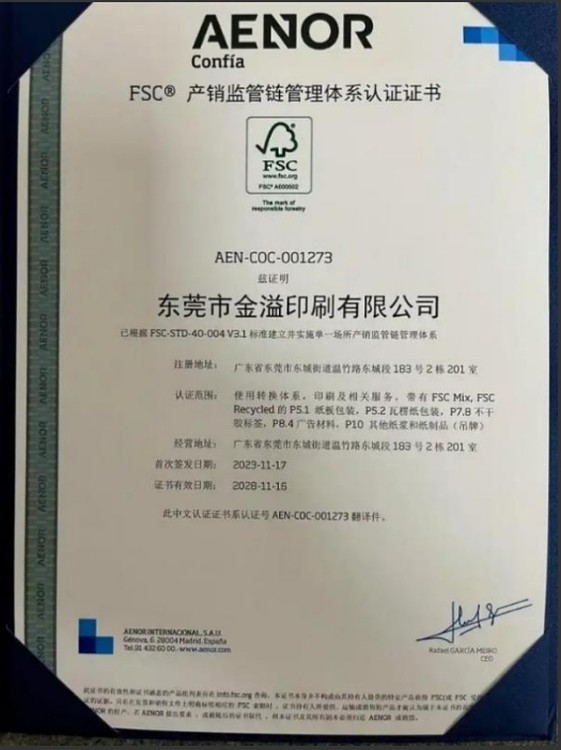 AENOR
Confía
FSC® 产销监管链管理体系认证证书
FSC
www.fsc.org
FSC® A000502
The mark of
responsible forestry
AEN-COC-001273
兹证明
东莞市金溢印刷有限公司
已根据 FSC-STD-40-004 V3.1 标准建立并实施单一场所产销监管链管理体系
注册地址： 广东省东莞市东城街道温竹路东城段 183 号 2 栋 201 室
认证范围： 使用转换体系，印刷及相关服务，带有 FSC Mix, FSC
Recycled 的 P5.1 纸板包装，P5.2 瓦楞纸包装，P7.8 不干
胶标签，P8.4 广告材料，P10 其他纸浆和纸制品（吊牌）
经营地址： 广东省东莞市东城街道温竹路东城段 183 号 2 栋 201 室
首次签发日期： 2023-11-17
证书有效日期： 2028-11-16
此中文认证证书系认证号 AEN-COC-001273 翻译件。
AENOR INTERNACIONAL, S.A.U.
Génova, 6. 28004 Madrid. España
Tel. 91 432 60 00.- www.aenor.com
Rafael GARCÍA MEIRO
CEO